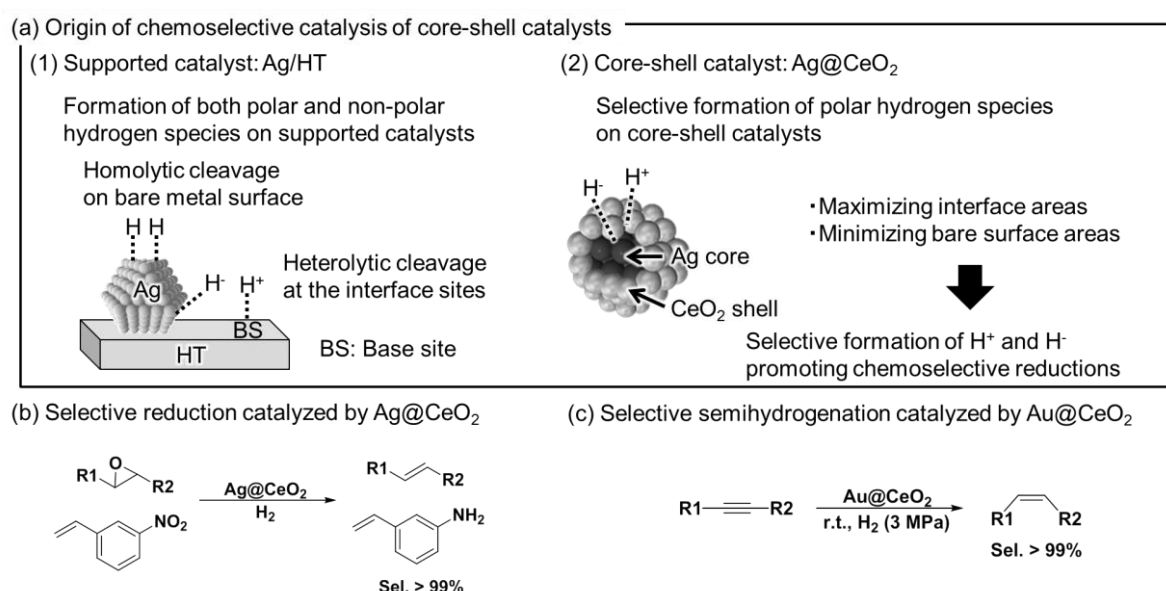 (a) Origin of chemoselective catalysis of core-shell catalysts
(1) Supported catalyst: Ag/HT
Formation of both polar and non-polar
hydrogen species on supported catalysts
Homolytic cleavage
on bare metal surface
H H
Ag
H-
H+
Heterolytic cleavage
at the interface sites
BS
HT
BS: Base site
(2) Core-shell catalyst: Ag@CeO2
Selective formation of polar hydrogen species
on core-shell catalysts
H-
H+
Ag core
CeO2 shell
・Maximizing interface areas
・Minimizing bare surface areas
Selective formation of H+ and H-
promoting chemoselective reductions
(b) Selective reduction catalyzed by Ag@CeO2
O
R1
R2
NO2
Ag@CeO2
H2
R1
R2
NH2
Sel. > 99%
(c) Selective semihydrogenation catalyzed by Au@CeO2
R1
R2
Au@CeO2
r.t., H2 (3 MPa)
R1
R2
Sel. > 99%